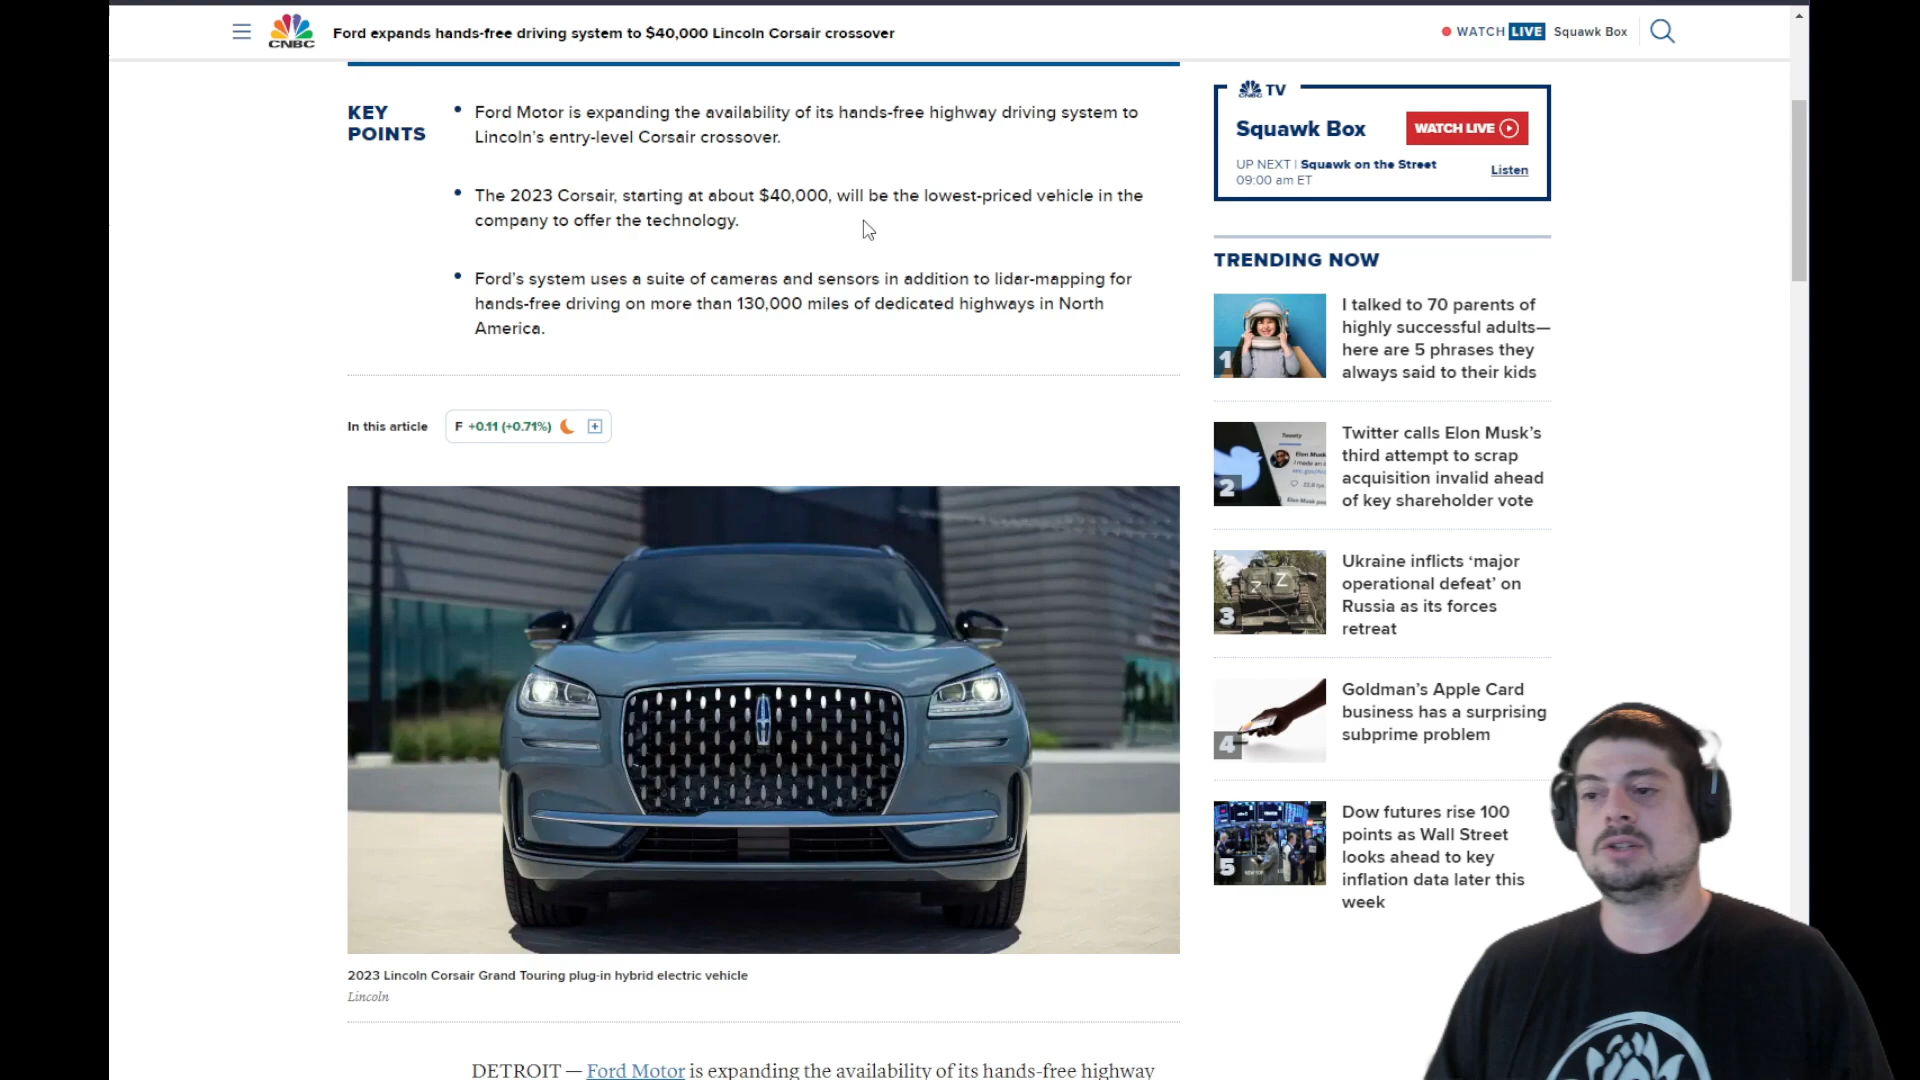 CNBC
Ford expands hands-free driving system to $40,000 Lincoln Corsair crossover
WATCH LIVE Squawk Box
KEY
POINTS
Ford Motor is expanding the availability of its hands-free highway driving system to
Lincoln’s entry-level Corsair crossover.
The 2023 Corsair, starting at about $40,000, will be the lowest-priced vehicle in the
company to offer the technology.
Ford’s system uses a suite of cameras and sensors in addition to lidar-mapping for
hands-free driving on more than 130,000 miles of dedicated highways in North
America.
In this article
F +0.11 (+0.71%)
2023 Lincoln Corsair Grand Touring plug-in hybrid electric vehicle
Lincoln
DETROIT — Ford Motor is expanding the availability of its hands-free highway
TV
Squawk Box
WATCH LIVE
UP NEXT | Squawk on the Street
09:00 am ET
Listen
TRENDING NOW
1
I talked to 70 parents of
highly successful adults—
here are 5 phrases they
always said to their kids
2
Twitter calls Elon Musk’s
third attempt to scrap
acquisition invalid ahead
of key shareholder vote
3
Ukraine inflicts ‘major
operational defeat’ on
Russia as its forces
retreat
4
Goldman’s Apple Card
business has a surprising
subprime problem
5
Dow futures rise 100
points as Wall Street
looks ahead to key
inflation data later this
week